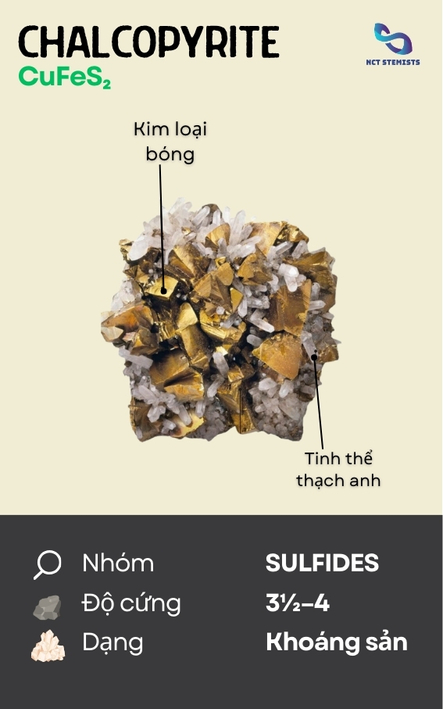 CHALCOPYRITE
CuFeS₂
NCT STEMISTS
Kim loại
bóng
Tinh thể
thạch anh
Nhóm SULFIDES
Độ cứng 3½–4
Dạng Khoáng sản